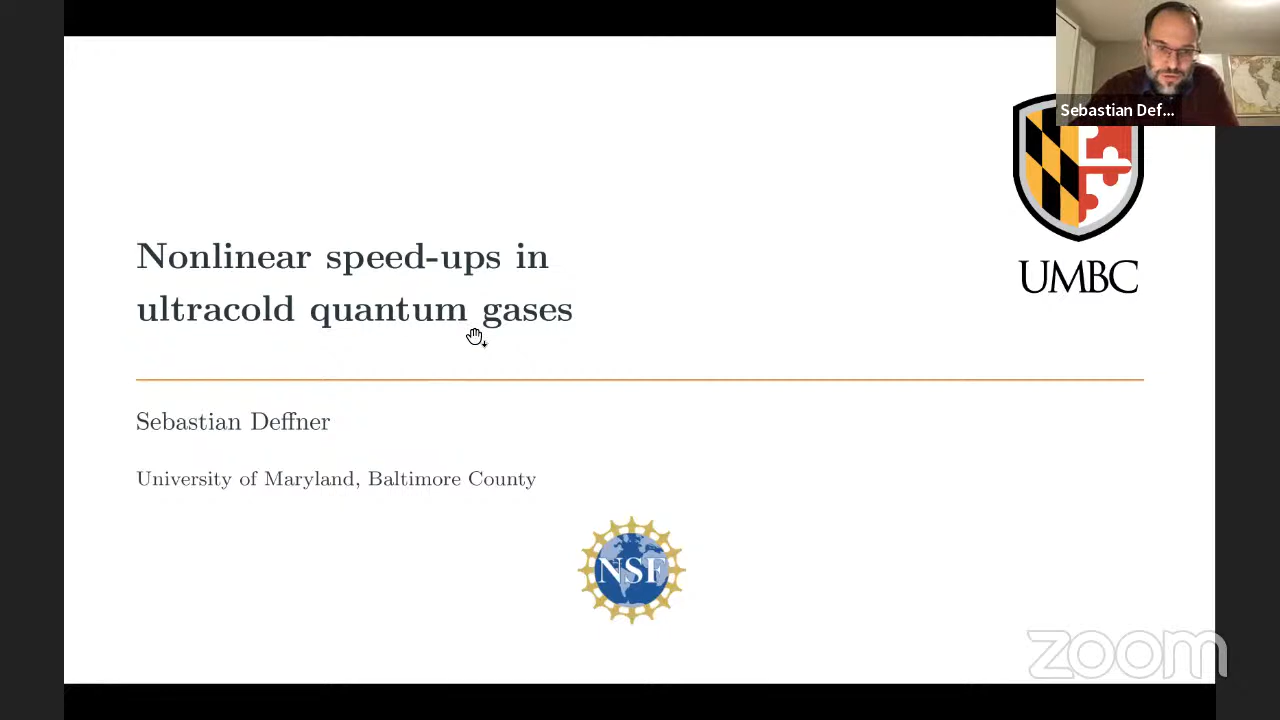 Sebastian Def...
UMBC
Nonlinear speed-ups in
ultracold quantum gases
Sebastian Deffner
University of Maryland, Baltimore County
NSF
zoom